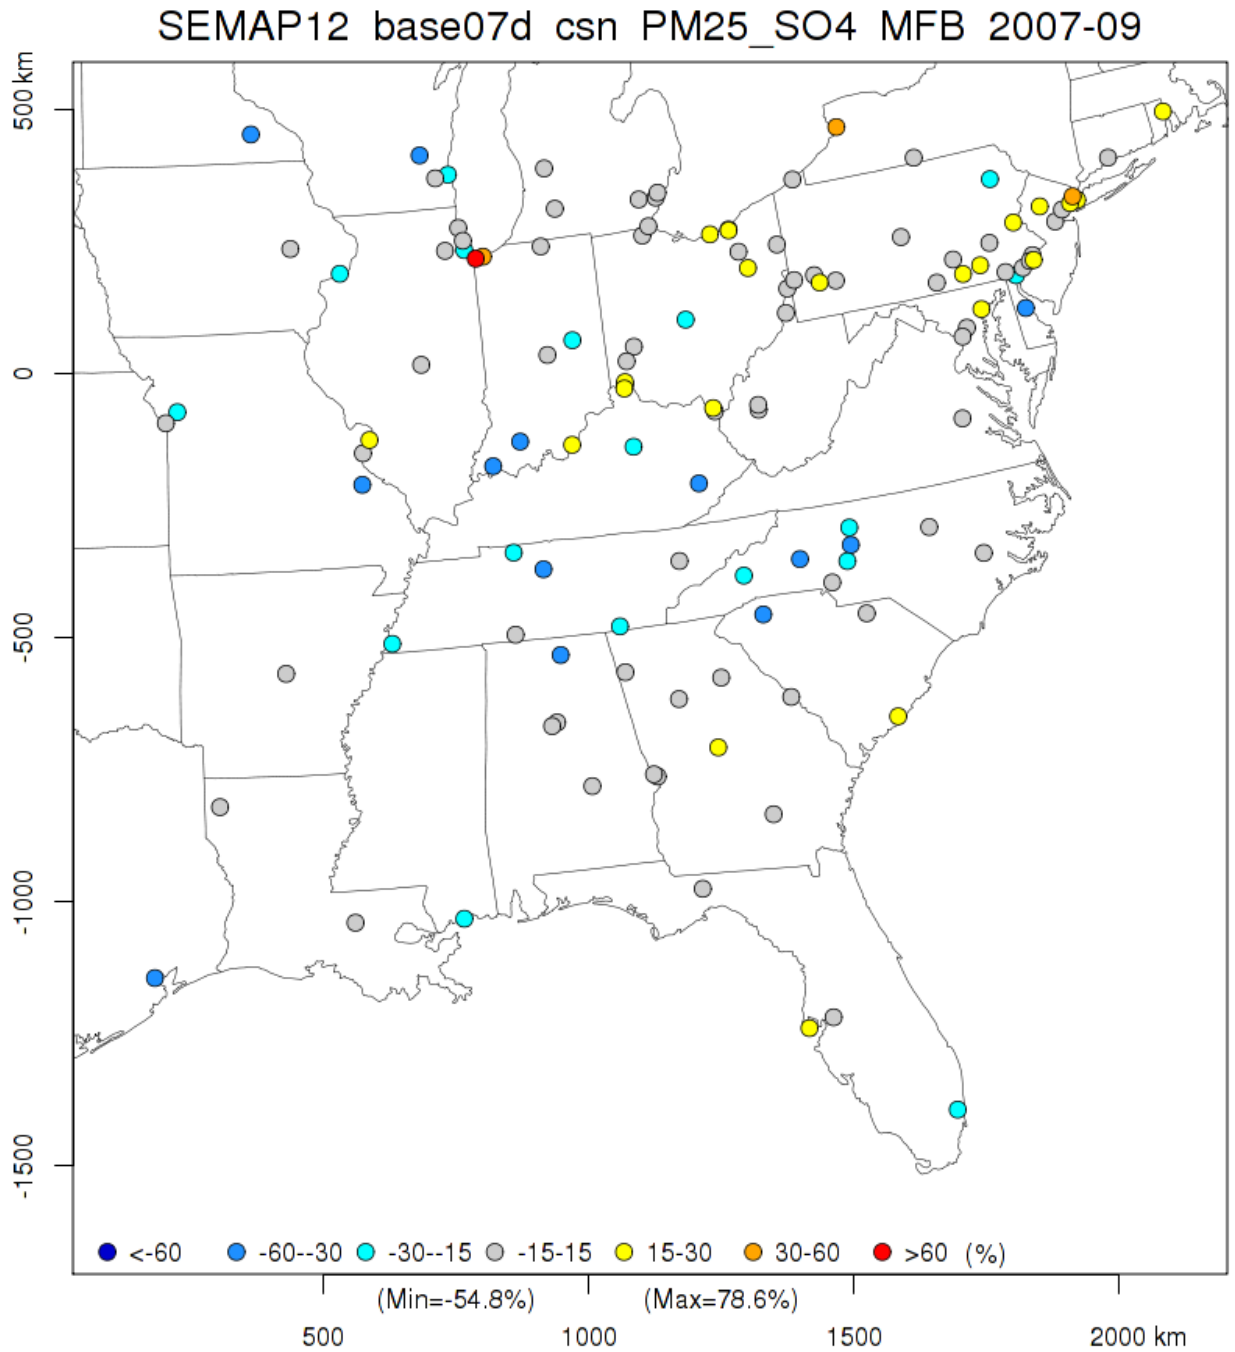 SEMAP12 base07d csn PM25_SO4 MFB 2007-09
500 km
0
-500
-1000
-1500
<-60 -60--30 -30--15 -15-15 15-30 30-60 >60 (%)
(Min=-54.8%) (Max=78.6%)
500 1000 1500 2000 km